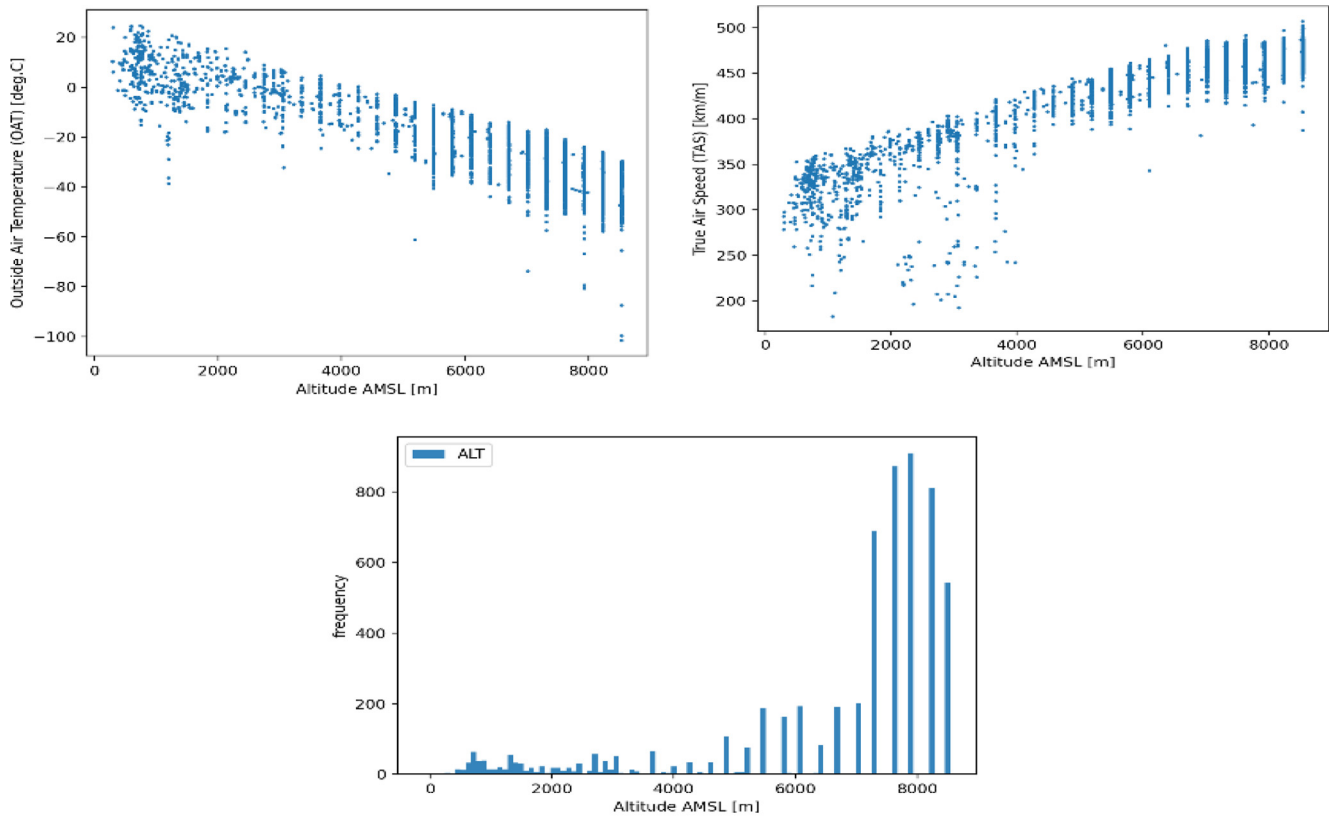 20
0
−20
−40
−60
−80
−100
Outside Air Temperature (OAT) [deg.C]
0 2000 4000 6000 8000
Altitude AMSL [m]
500
450
400
350
300
250
200
True Air Speed (TAS) [km/m]
0 2000 4000 6000 8000
Altitude AMSL [m]
ALT
800
600
400
200
0
frequency
0 2000 4000 6000 8000
Altitude AMSL [m]